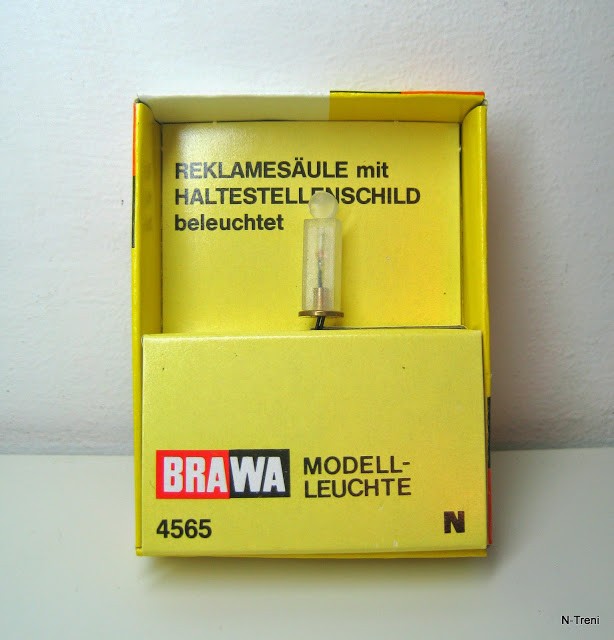 REKLAMESÄULE mit
HALTESTELLENSCHILD
beleuchtet
BRAWA
MODELL-
LEUCHTE
4565
N
N-Treni